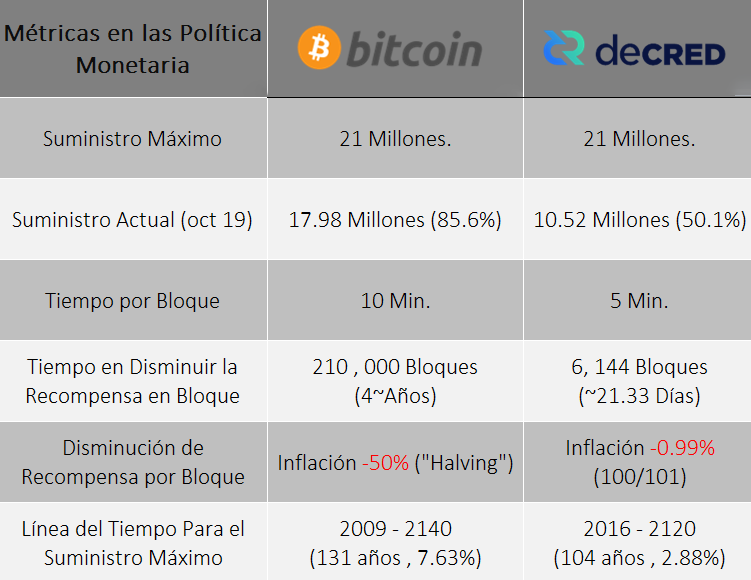 Métricas en las Política
Monetaria
bitcoin
deCRED
Suministro Máximo
21 Millones.
21 Millones.
Suministro Actual (oct 19)
17.98 Millones (85.6%)
10.52 Millones (50.1%)
Tiempo por Bloque
10 Min.
5 Min.
Tiempo en Disminuir la
Recompensa en Bloque
210 , 000 Bloques
(4~Años)
6, 144 Bloques
(~21.33 Días)
Disminución de
Recompensa por Bloque
Inflación -50% ("Halving")
Inflación -0.99%
(100/101)
Línea del Tiempo Para el
Suministro Máximo
2009 - 2140
(131 años , 7.63%)
2016 - 2120
(104 años , 2.88%)